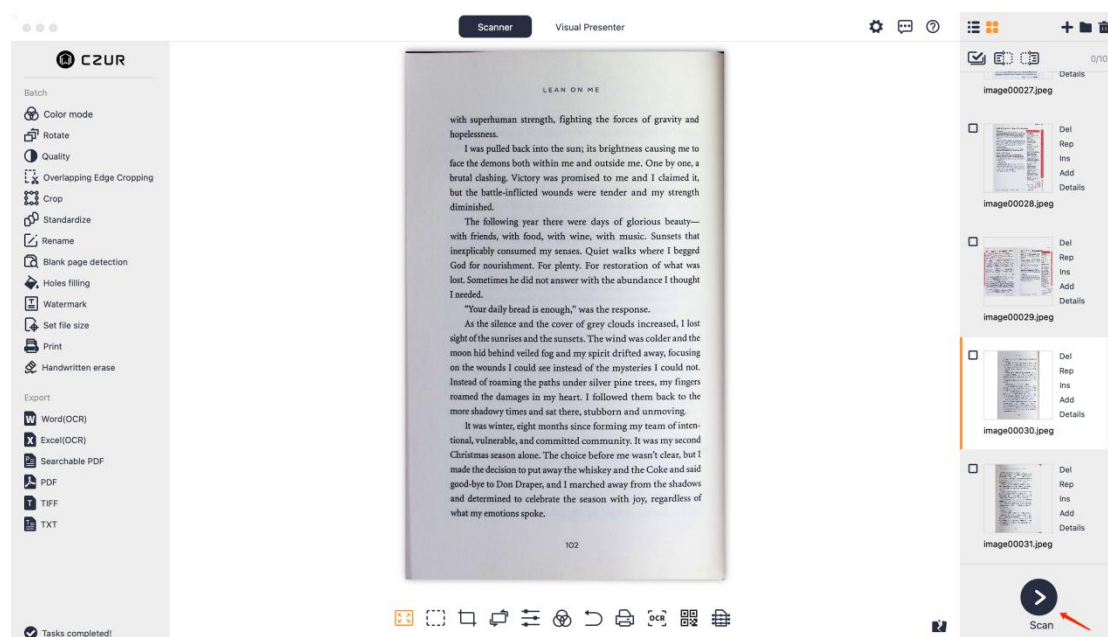 Scanner
Visual Presenter
CZUR
Batch
Color mode
Rotate
Quality
Overlapping Edge Cropping
Crop
Standardize
Rename
Blank page detection
Holes filling
Watermark
Set file size
Print
Handwritten erase
Export
Word(OCR)
Excel(OCR)
Searchable PDF
PDF
TIFF
TXT
Tasks completed!
LEAN ON ME
with superhuman strength, fighting the forces of gravity and
hopelessness.
I was pulled back into the sun; its brightness causing me to
face the demons both within me and outside me. One by one, a
brutal clashing. Victory was promised to me and I claimed it,
but the battle-inflicted wounds were tender and my strength
diminished.
The following year there were days of glorious beauty—
with friends, with food, with wine, with music. Sunsets that
inexplicably consumed my senses. Quiet walks where I begged
God for nourishment. For plenty. For restoration of what was
lost. Sometimes he did not answer with the abundance I thought
I needed.
"Your daily bread is enough," was the response.
As the silence and the cover of grey clouds increased, I lost
sight of the sunrises and the sunsets. The wind was colder and the
moon hid behind veiled fog and my spirit drifted away, focusing
on the wounds I could see instead of the mysteries I could not.
Instead of roaming the paths under silver pine trees, my fingers
roamed the damages in my heart. I followed them back to the
more shadowy times and sat there, stubborn and unmoving.
It was winter, eight months since forming my team of inten-
tional, vulnerable, and committed community. It was my second
Christmas season alone. The choice before me wasn't clear, but I
made the decision to put away the whiskey and the Coke and said
good-bye to Don Draper, and I marched away from the shadows
and determined to celebrate the season with joy, regardless of
what my emotions spoke.
102
OCR
0/10
Details
image00027.jpeg
Del
Rep
Ins
Add
Details
image00028.jpeg
Del
Rep
Ins
Add
Details
image00029.jpeg
Del
Rep
Ins
Add
Details
image00030.jpeg
Del
Rep
Ins
Add
Details
image00031.jpeg
Scan